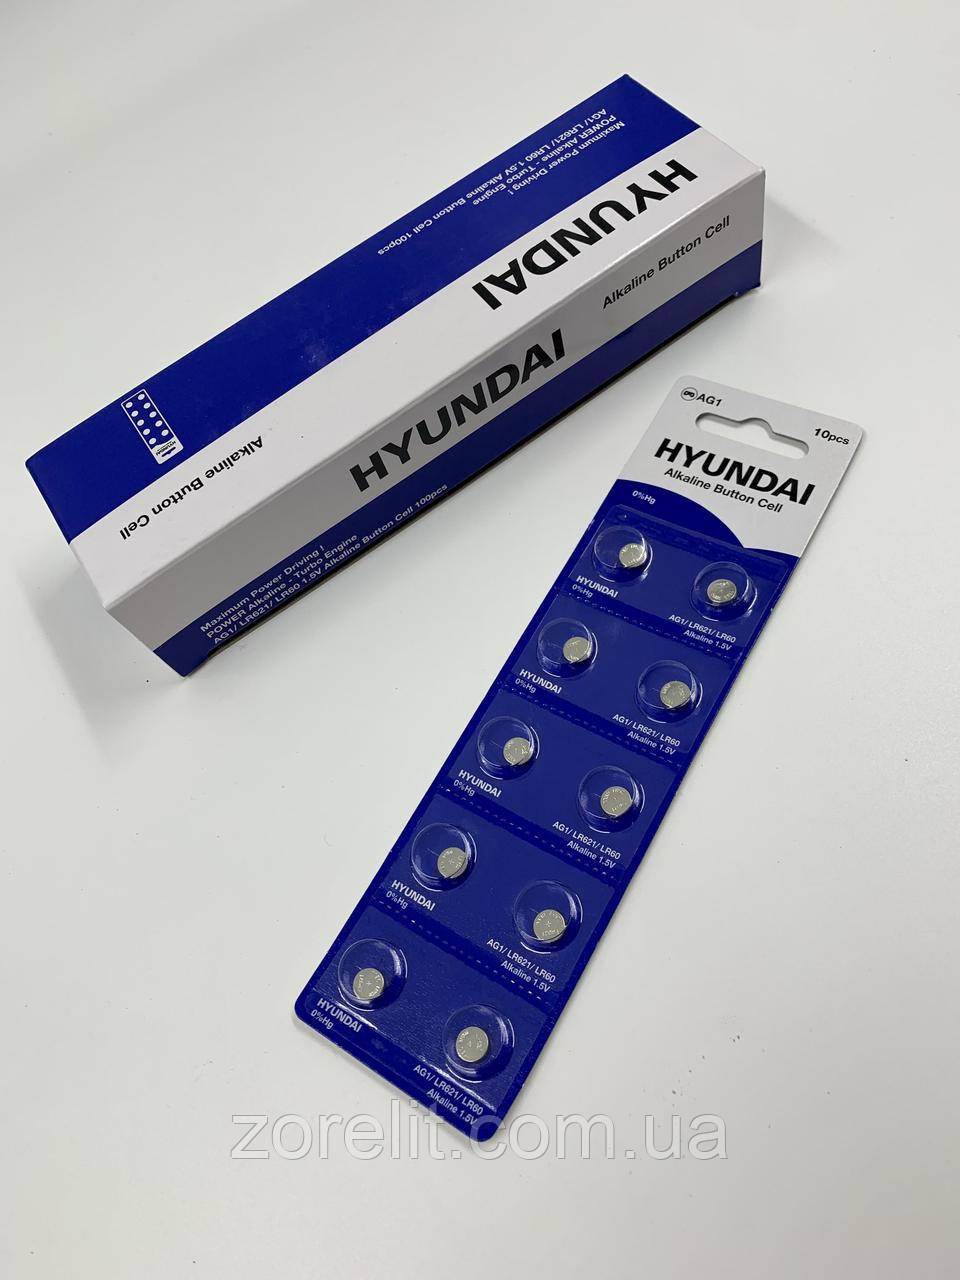 Maximum Power Driving !
POWER Alkaline - Turbo Engine
AG1/ LR621/ LR60 1.5V Alkaline Button Cell 100pcs
HYUNDAI
Alkaline Button Cell
HYUNDAI
Alkaline Button Cell
HYUNDAI
Maximum Power Driving !
POWER Alkaline - Turbo Engine
AG1/ LR621/ LR60 1.5V Alkaline Button Cell 100pcs
AG1
10pcs
HYUNDAI
Alkaline Button Cell
0%Hg
HYUNDAI
0%Hg
AG1/ LR621/ LR60
Alkaline 1.5V
HYUNDAI
0%Hg
AG1/ LR621/ LR60
Alkaline 1.5V
HYUNDAI
0%Hg
AG1/ LR621/ LR60
Alkaline 1.5V
HYUNDAI
0%Hg
AG1/ LR621/ LR60
Alkaline 1.5V
HYUNDAI
0%Hg
AG1/ LR621/ LR60
Alkaline 1.5V
zorelit.com.ua